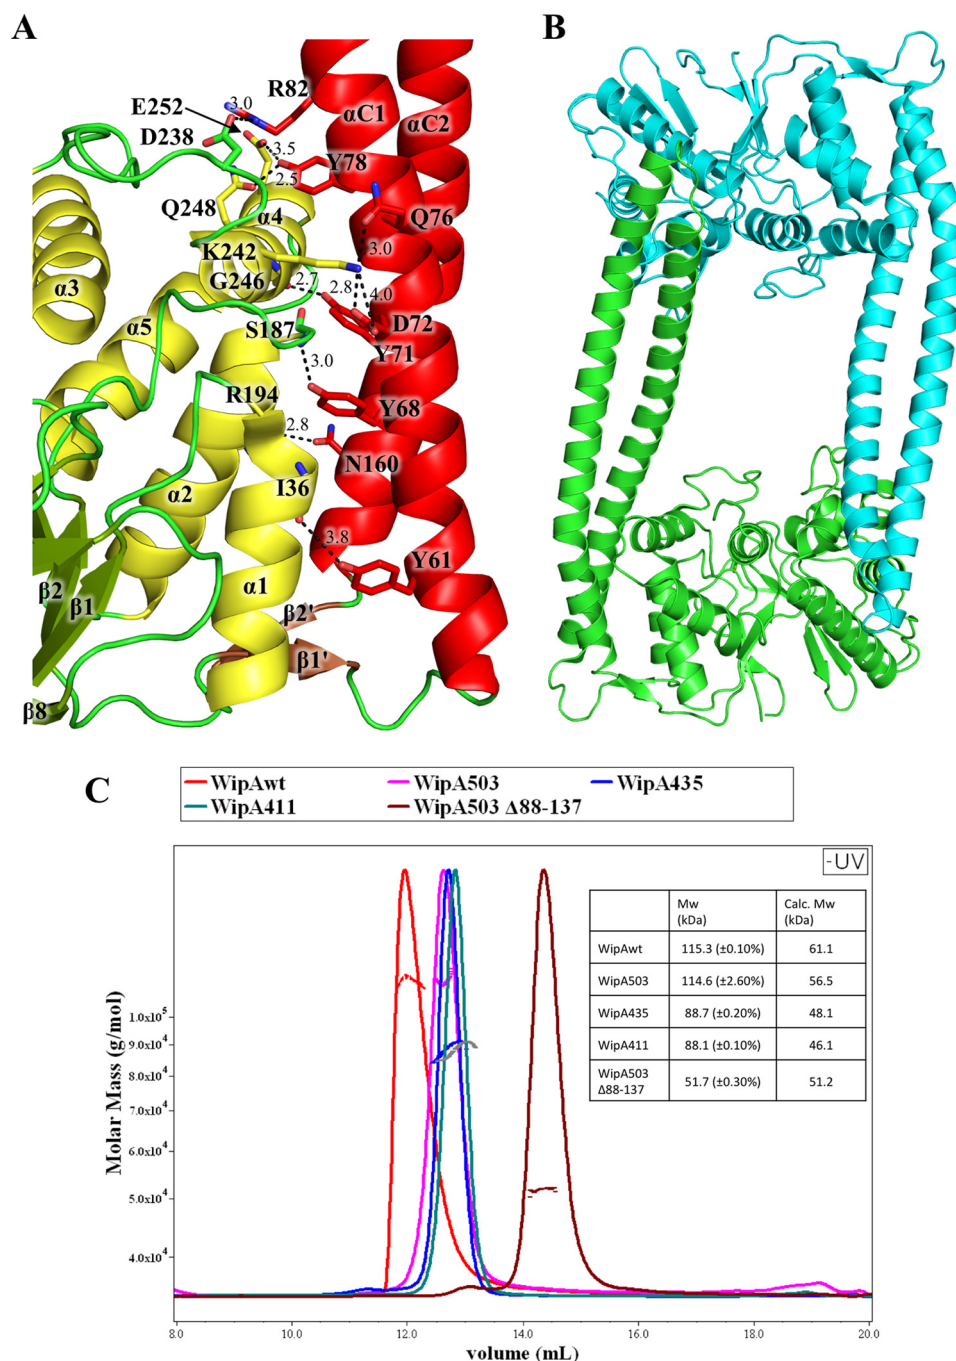 A
B
R82
3.0
E252
αC1
αC2
D238
3.5
Y78
2.5
Q248
α4
Q76
K242
3.0
α3
G246
2.7
2.8
4.0
α5
S187
D72
Y71
3.0
R194
Y68
2.8
N160
α2
I36
3.8
Y61
β2
β1
α1
β2'
β1'
β8
C
WipAwt WipA503 WipA435
WipA411 WipA503 Δ88-137
-UV
Mw (kDa) Calc. Mw (kDa)
WipAwt 115.3 (±0.10%) 61.1
WipA503 114.6 (±2.60%) 56.5
WipA435 88.7 (±0.20%) 48.1
WipA411 88.1 (±0.10%) 46.1
WipA503 Δ88-137 51.7 (±0.30%) 51.2
Molar Mass (g/mol)
1.0x10⁵
9.0x10⁴
8.0x10⁴
7.0x10⁴
6.0x10⁴
5.0x10⁴
4.0x10⁴
8.0 10.0 12.0 14.0 16.0 18.0 20.0
volume (mL)